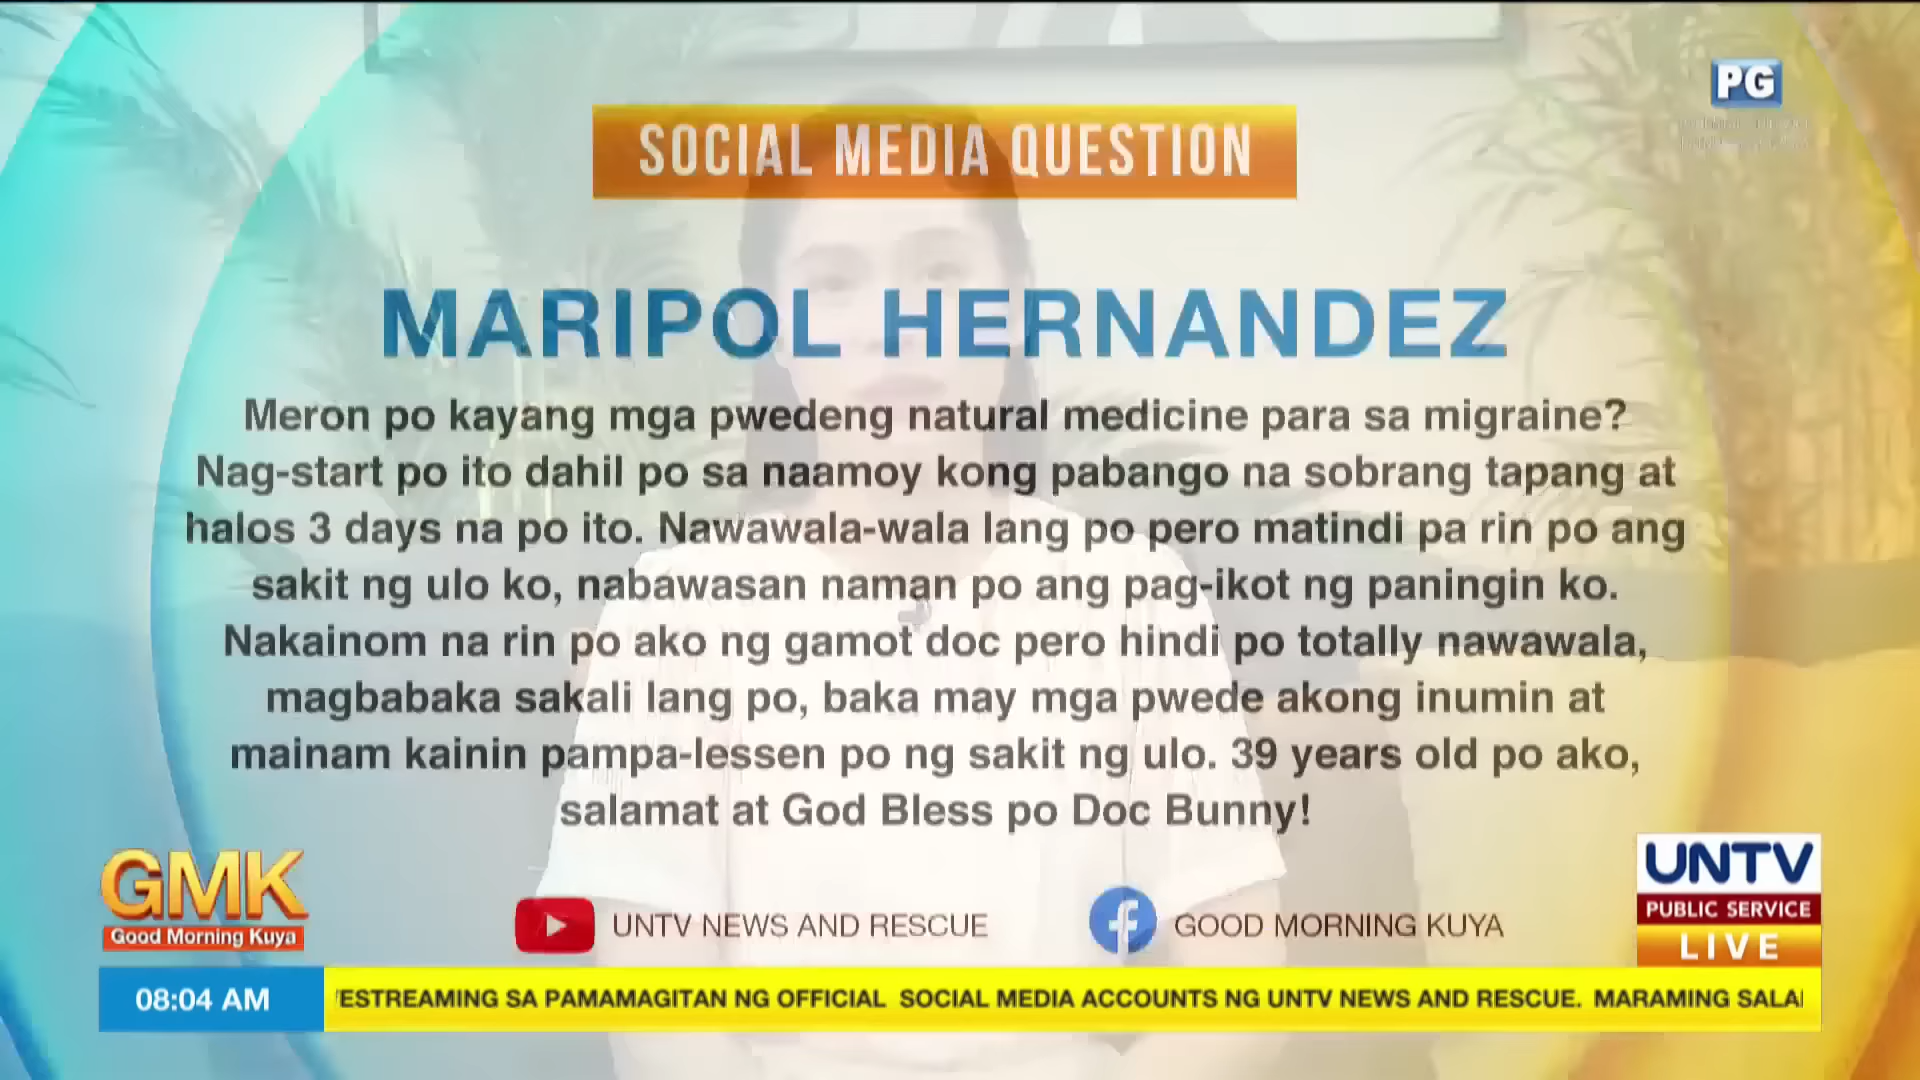 PG
SOCIAL MEDIA QUESTION
MARIPOL HERNANDEZ
Meron po kayang mga pwedeng natural medicine para sa migraine?
Nag-start po ito dahil po sa naamoy kong pabango na sobrang tapang at
halos 3 days na po ito. Nawawala-wala lang po pero matindi pa rin po ang
sakit ng ulo ko, nabawasan naman po ang pag-ikot ng paningin ko.
Nakainom na rin po ako ng gamot doc pero hindi po totally nawawala,
magbabaka sakali lang po, baka may mga pwede akong inumin at
mainam kainin pampa-lessen po ng sakit ng ulo. 39 years old po ako,
salamat at God Bless po Doc Bunny!
GMK
Good Morning Kuya
UNTV NEWS AND RESCUE
GOOD MORNING KUYA
UNTV
PUBLIC SERVICE
LIVE
08:04 AM
SA PAMAMAGITAN NG OFFICIAL SOCIAL MEDIA ACCOUNTS NG UNTV NEWS AND RESCUE. MARAMING